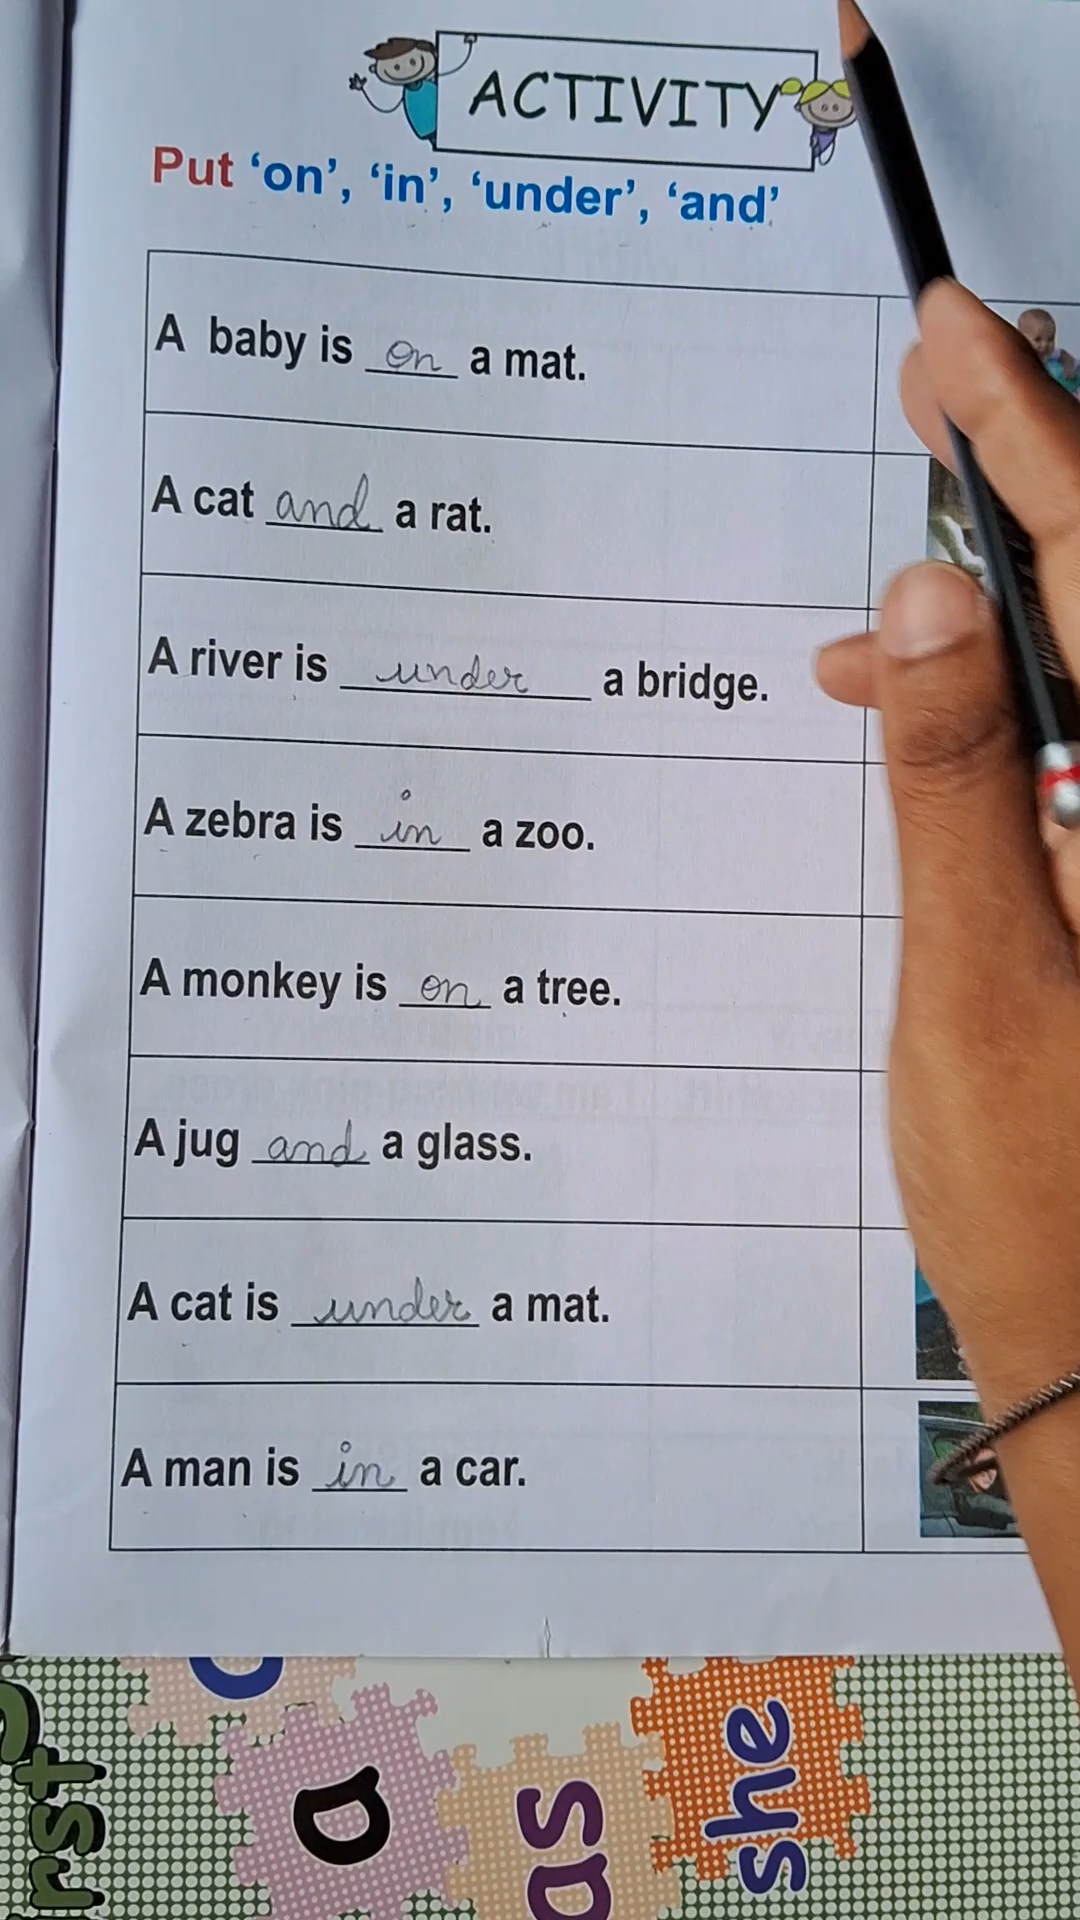 ACTIVITY
Put ‘on’, ‘in’, ‘under’, ‘and’
A baby is on a mat.
A cat and a rat.
A river is under a bridge.
A zebra is in a zoo.
A monkey is on a tree.
A jug and a glass.
A cat is under a mat.
A man is in a car.
a
as
she